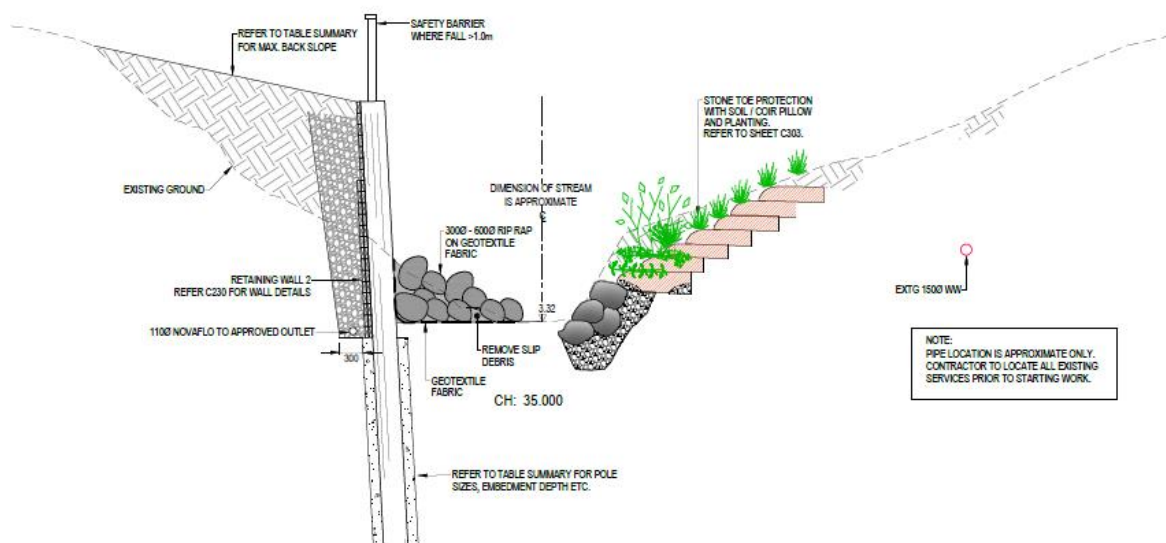 REFER TO TABLE SUMMARY
FOR MAX. BACK SLOPE
SAFETY BARRIER
WHERE FALL >1.0m
STONE TOE PROTECTION
WITH SOIL / COIR PILLOW
AND PLANTING.
REFER TO SHEET C303.
EXISTING GROUND
DIMENSION OF STREAM
IS APPROXIMATE
300Ø - 600Ø RIP RAP
ON GEOTEXTILE
FABRIC
RETAINING WALL 2
REFER C230 FOR WALL DETAILS
EXTG 150Ø WW
3.32
110Ø NOVAFLO TO APPROVED OUTLET
300
REMOVE SLIP
DEBRIS
GEOTEXTILE
FABRIC
CH: 35.000
NOTE:
PIPE LOCATION IS APPROXIMATE ONLY.
CONTRACTOR TO LOCATE ALL EXISTING
SERVICES PRIOR TO STARTING WORK.
REFER TO TABLE SUMMARY FOR POLE
SIZES, EMBEDMENT DEPTH ETC.